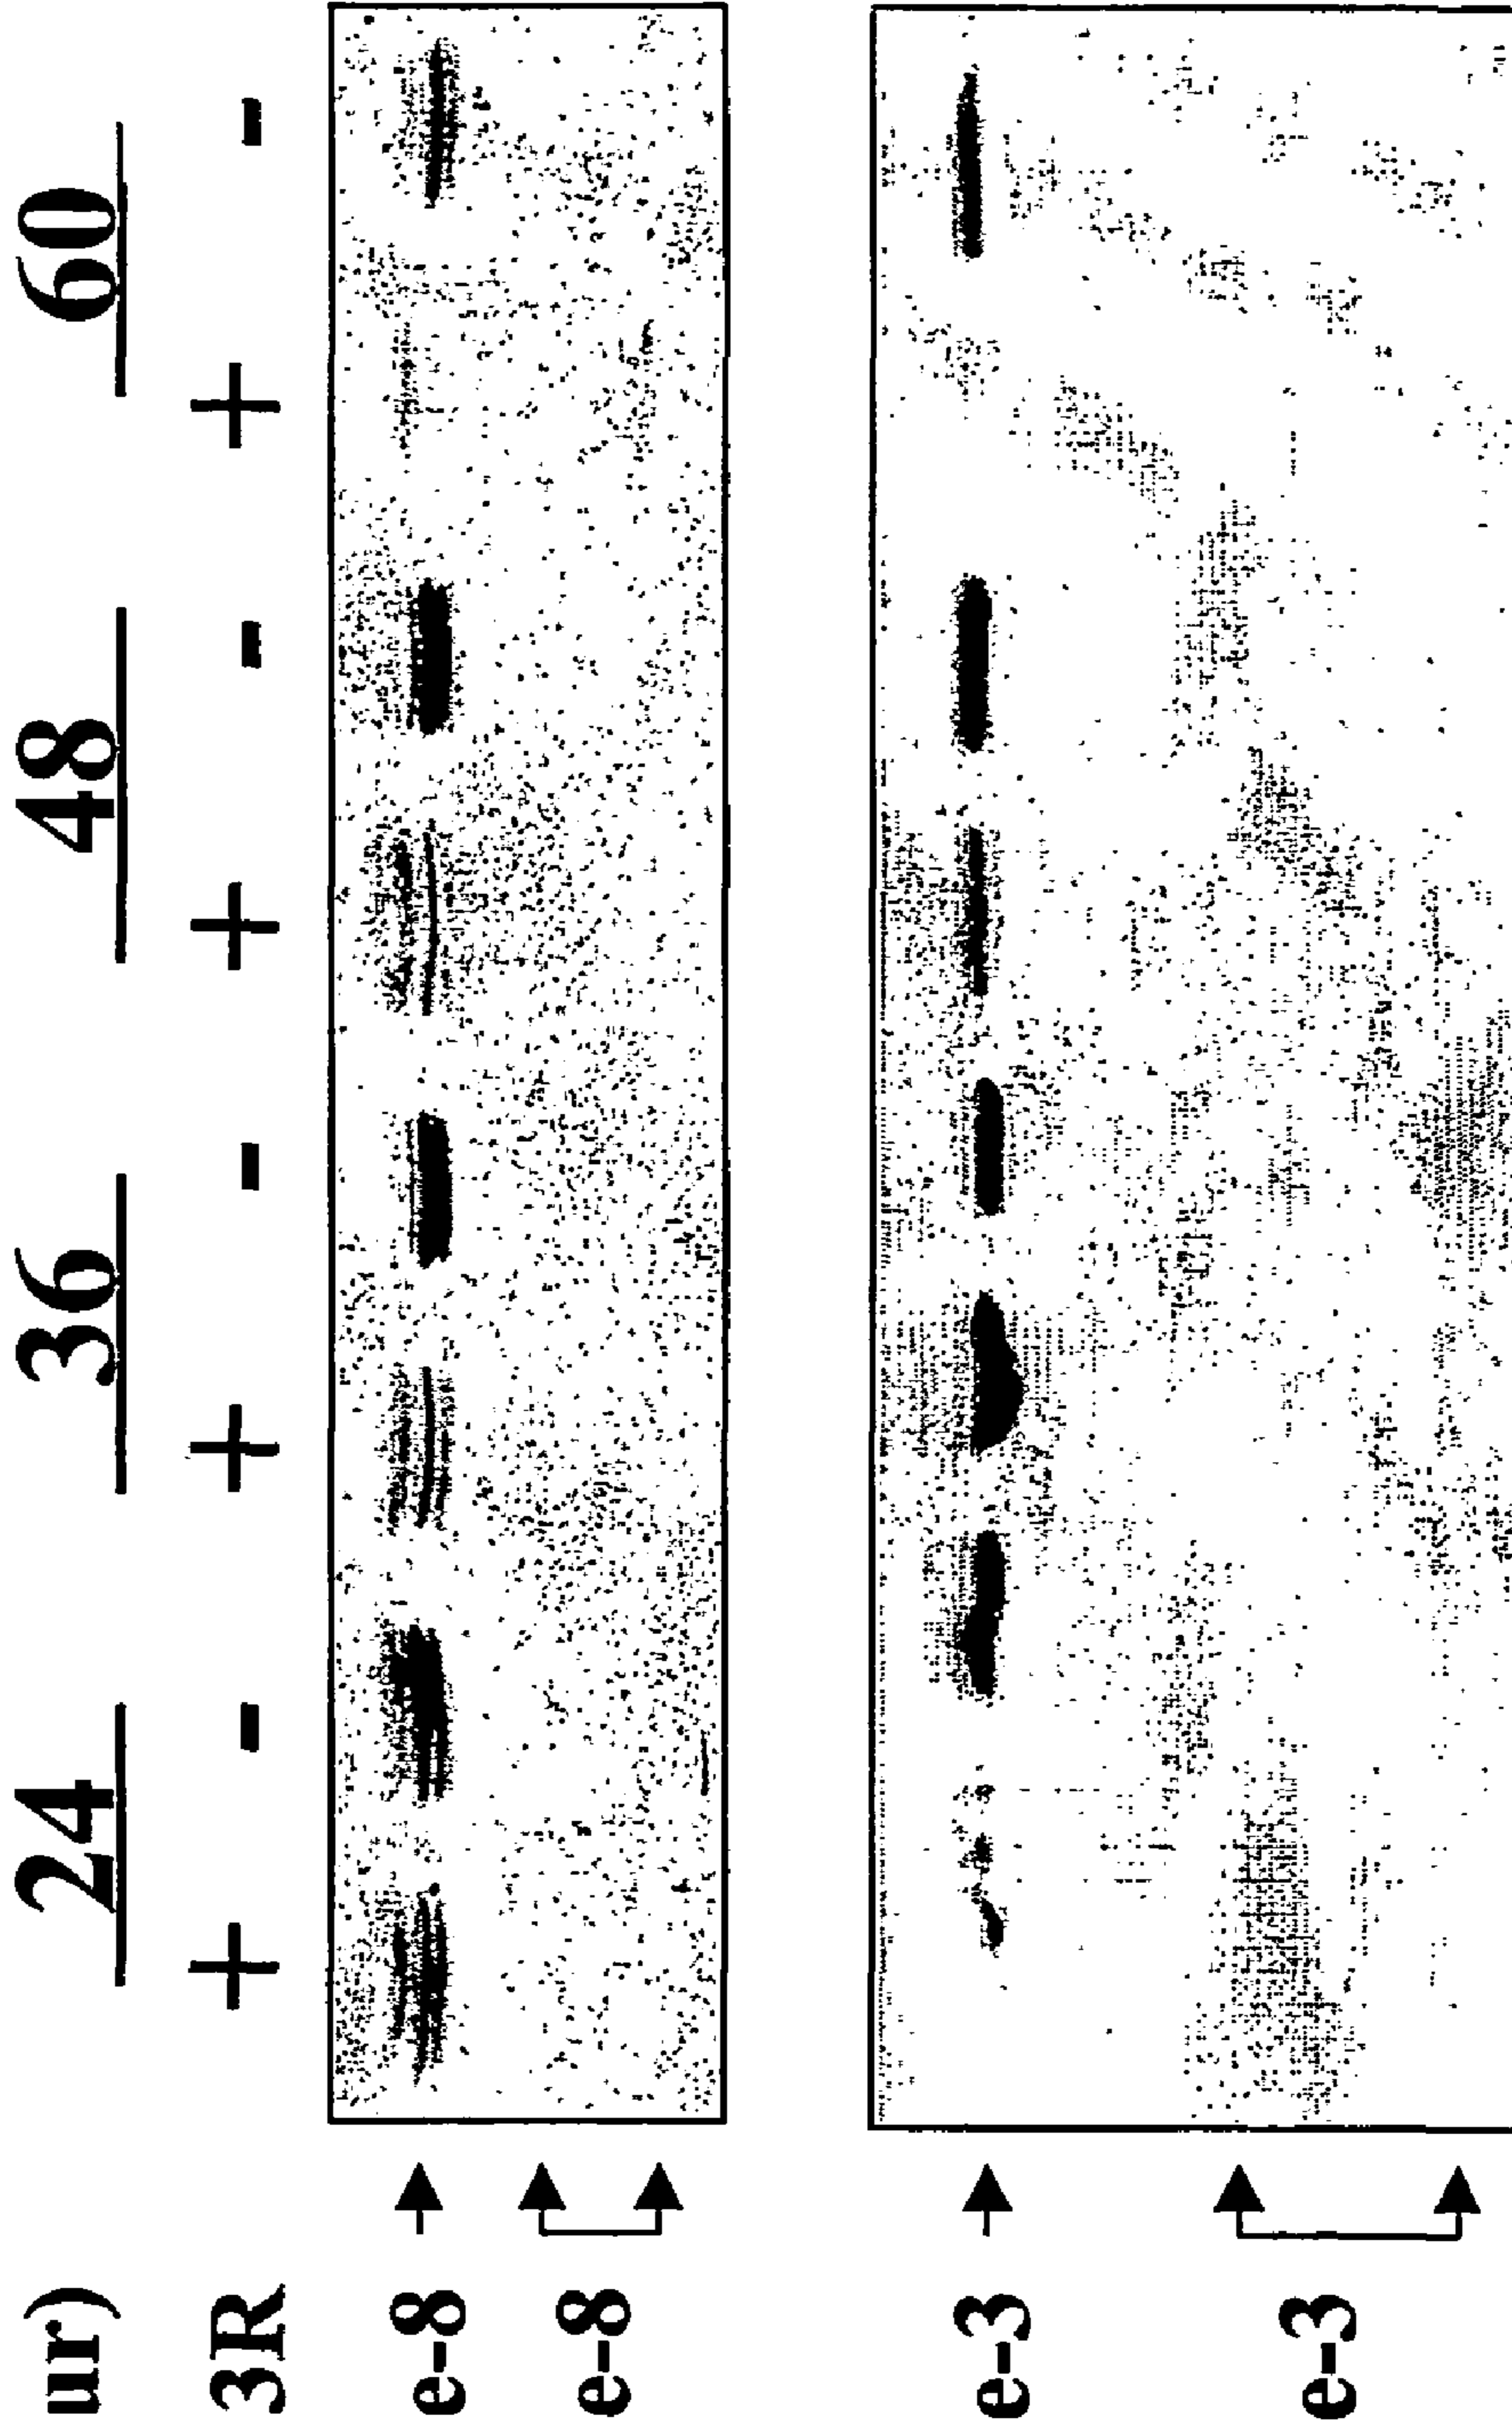 ur) 24 36 48 60
3R + - + - + - + -
e-8
e-8
e-3
e-3